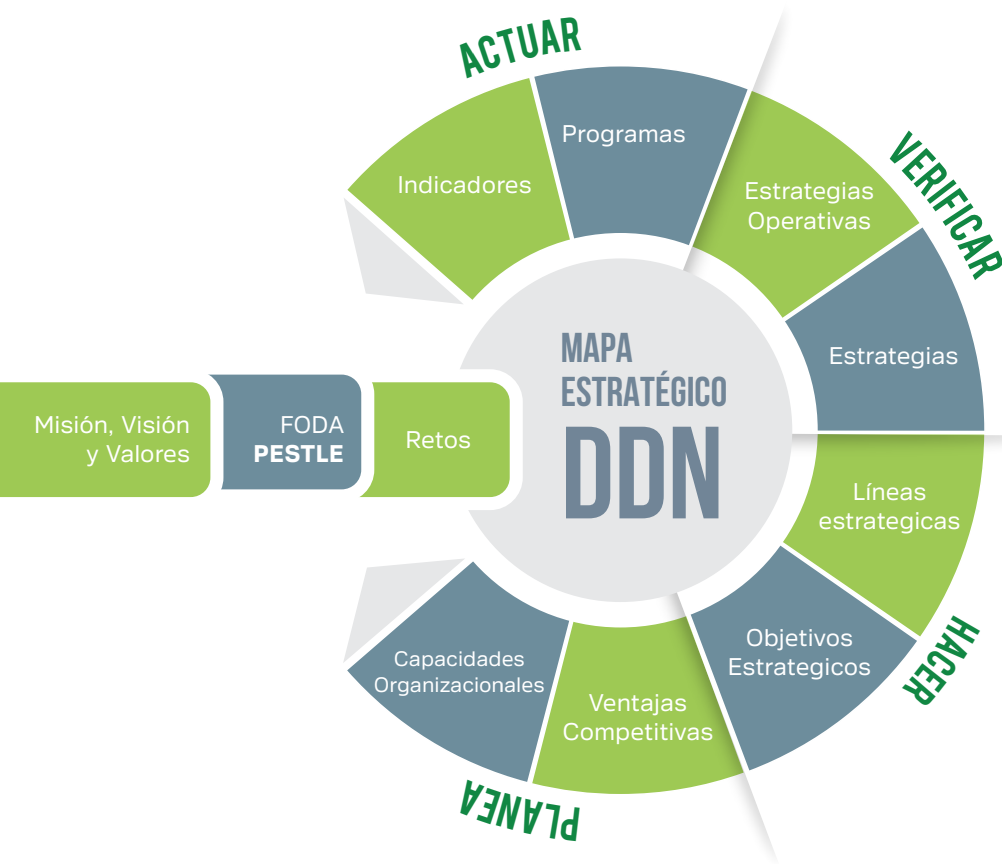 ACTUAR
Programas
Indicadores
VERIFICAR
Estrategias
Operativas
Estrategias
MAPA
ESTRATÉGICO
DDN
Misión, Visión
y Valores
FODA
PESTLE
Retos
Líneas
estrategicas
HACER
Objetivos
Estrategicos
Capacidades
Organizacionales
Ventajas
Competitivas
PLANEA